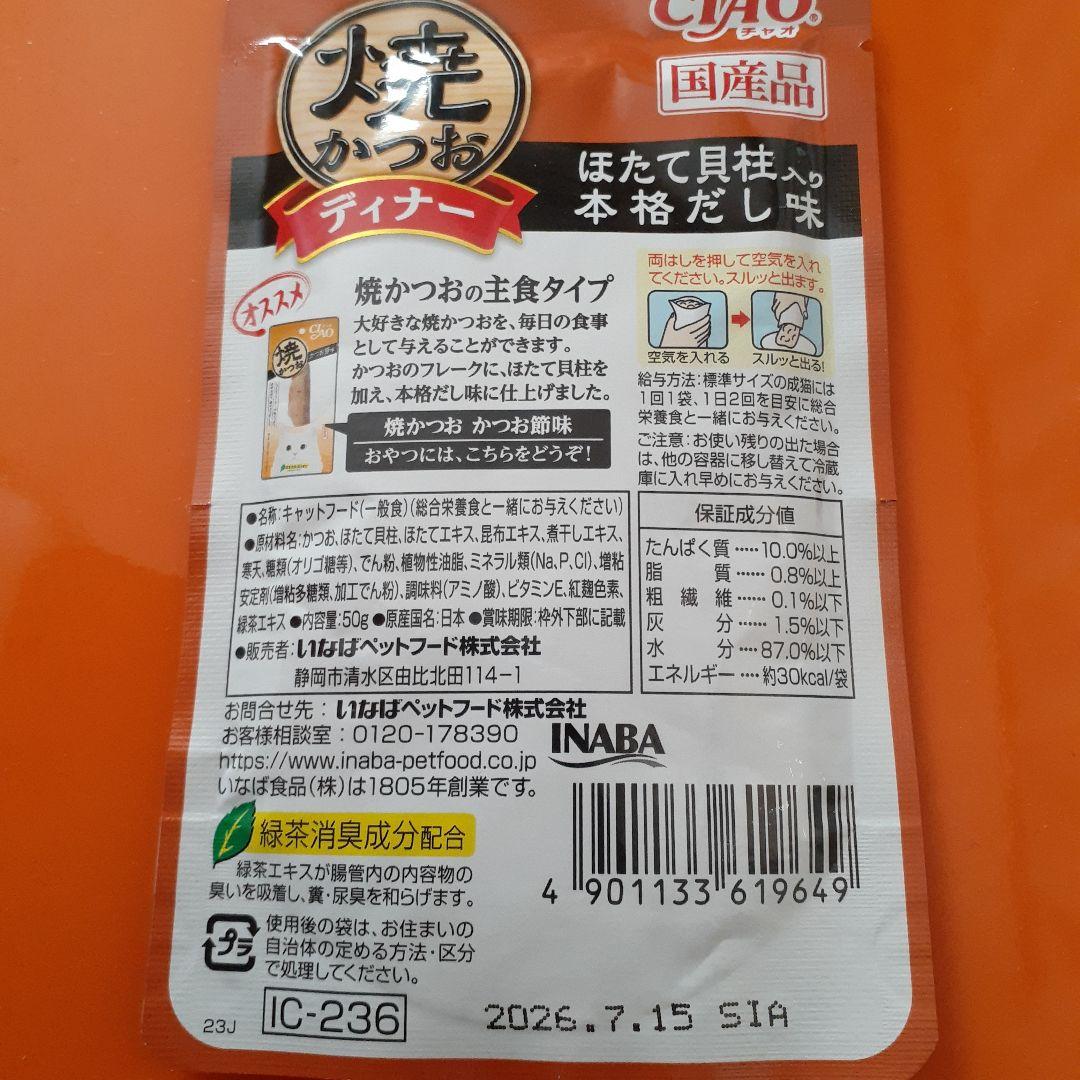 CIAO®
チャオ
国産品
焼
かつお
ディナー
ほたて貝柱入り
本格だし味
オススメ
焼かつおの主食タイプ
大好きな焼かつおを、毎日の食事
として与えることができます。
かつおのフレークに、ほたて貝柱を
加え、本格だし味に仕上げました。
CIAO
焼
かつお
かつお節味
焼かつお かつお節味
おやつには、こちらをどうぞ!
両はしを押して空気を入れ
てください。スルッと出ます。
空気を入れる
スルッと出る!
給与方法:標準サイズの成猫には
1回1袋、1日2回を目安に総合
栄養食と一緒にお与えください。
ご注意:お使い残りの出た場合
は、他の容器に移し替えて冷蔵
庫に入れ早めにお与えください。
●名称:キャットフード(一般食)(総合栄養食と一緒にお与えください)
●原材料名:かつお、ほたて貝柱、ほたてエキス、昆布エキス、煮干しエキス、
寒天、糖類(オリゴ糖等)、でん粉、植物性油脂、ミネラル類(Na、P、Cl)、増粘
安定剤(増粘多糖類、加工でん粉)、調味料(アミノ酸)、ビタミンE、紅麹色素、
緑茶エキス ●内容量:50g ●原産国名:日本 ●賞味期限:枠外下部に記載
●販売者:いなばペットフード株式会社
静岡市清水区由比北田114-1
保証成分値
たんぱく質……10.0%以上
脂質……0.8%以上
粗繊維……0.1%以下
灰分……1.5%以下
水分……87.0%以下
エネルギー……約30kcal/袋
お問合せ先:いなばペットフード株式会社
お客様相談室:0120-178390
https://www.inaba-petfood.co.jp
いなば食品(株)は1805年創業です。
INABA
緑茶消臭成分配合
緑茶エキスが腸管内の内容物の
臭いを吸着し、糞・尿臭を和らげます。
4 901133 619649
プラ
使用後の袋は、お住まいの
自治体の定める方法・区分
で処理してください。
23J
IC-236
2026.7.15 SIA